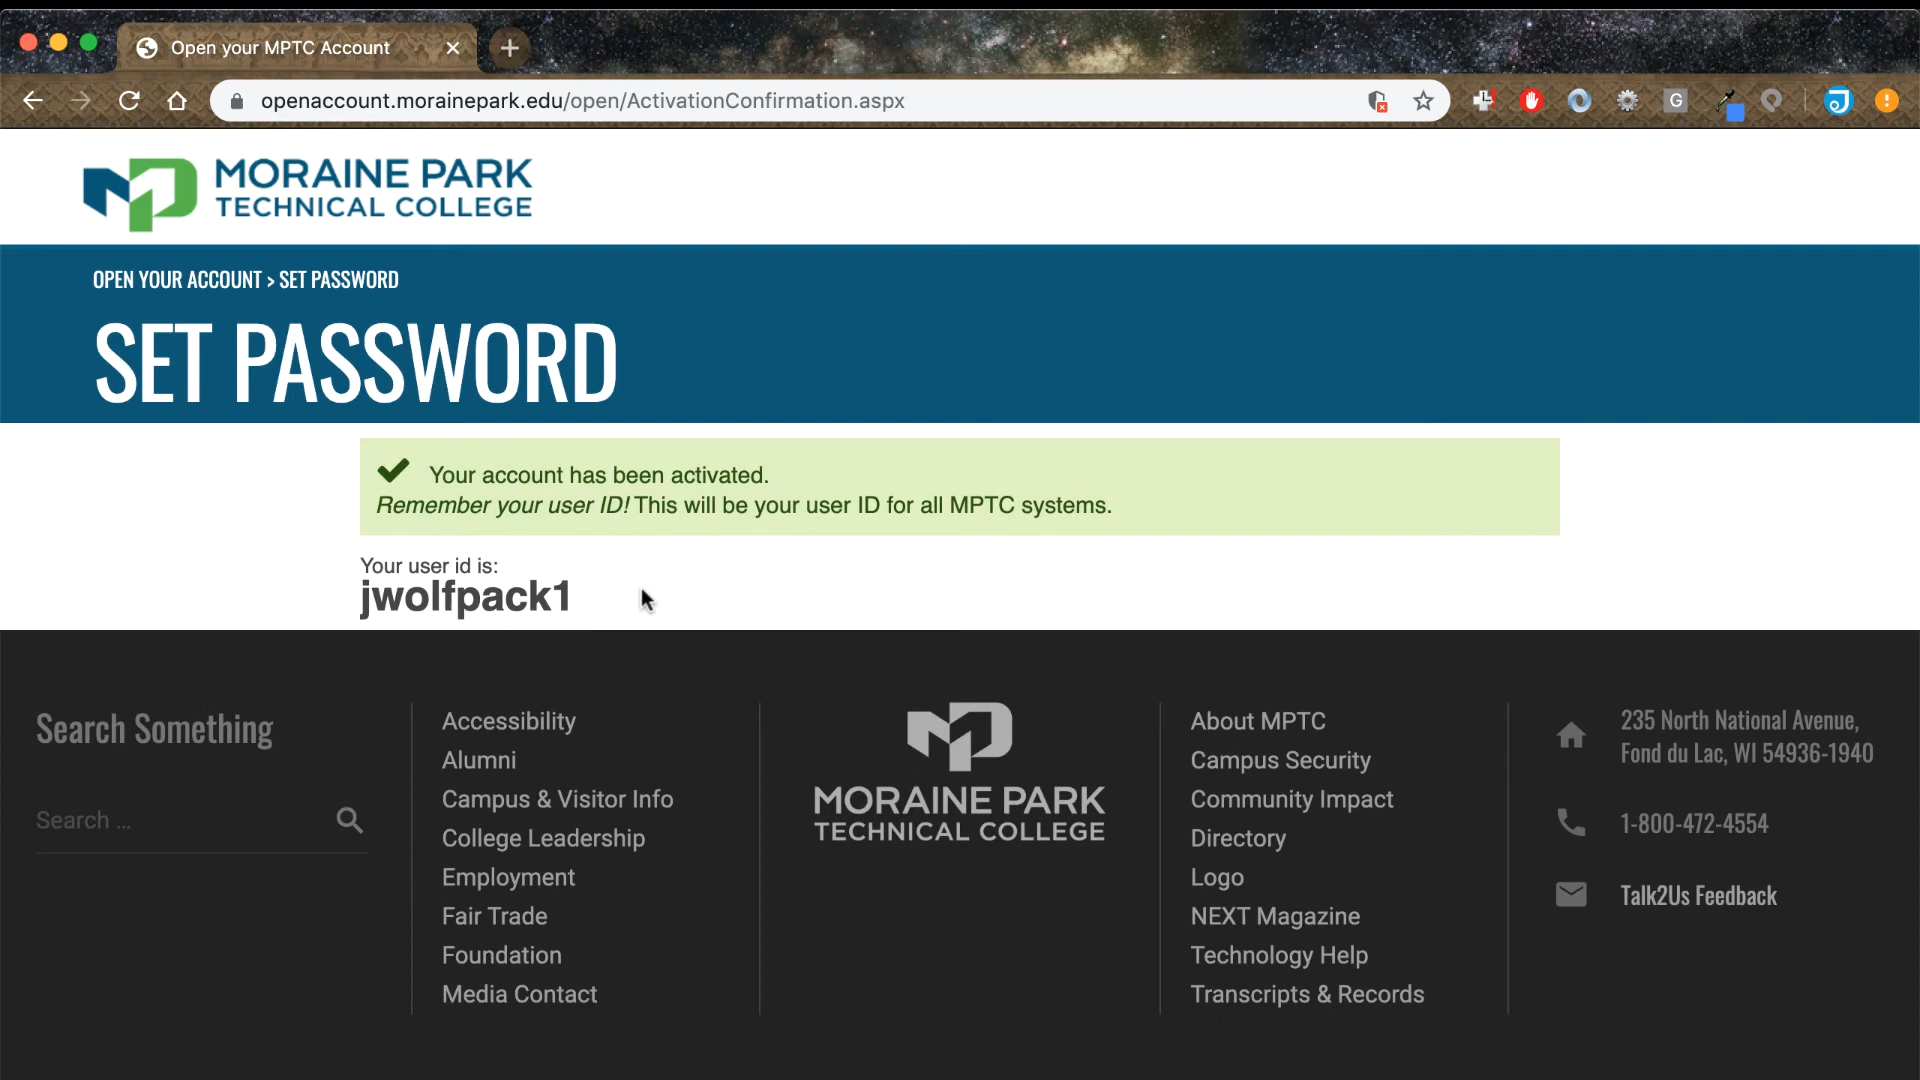 Open your MPTC Account
openaccount.morainepark.edu/open/ActivationConfirmation.aspx
G
MORAINE PARK
TECHNICAL COLLEGE
OPEN YOUR ACCOUNT > SET PASSWORD
SET PASSWORD
Your account has been activated.
Remember your user ID! This will be your user ID for all MPTC systems.
Your user id is:
jwolfpack1
Search Something
Search ...
Accessibility
Alumni
Campus & Visitor Info
College Leadership
Employment
Fair Trade
Foundation
Media Contact
MORAINE PARK
TECHNICAL COLLEGE
About MPTC
Campus Security
Community Impact
Directory
Logo
NEXT Magazine
Technology Help
Transcripts & Records
235 North National Avenue,
Fond du Lac, WI 54936-1940
1-800-472-4554
Talk2Us Feedback